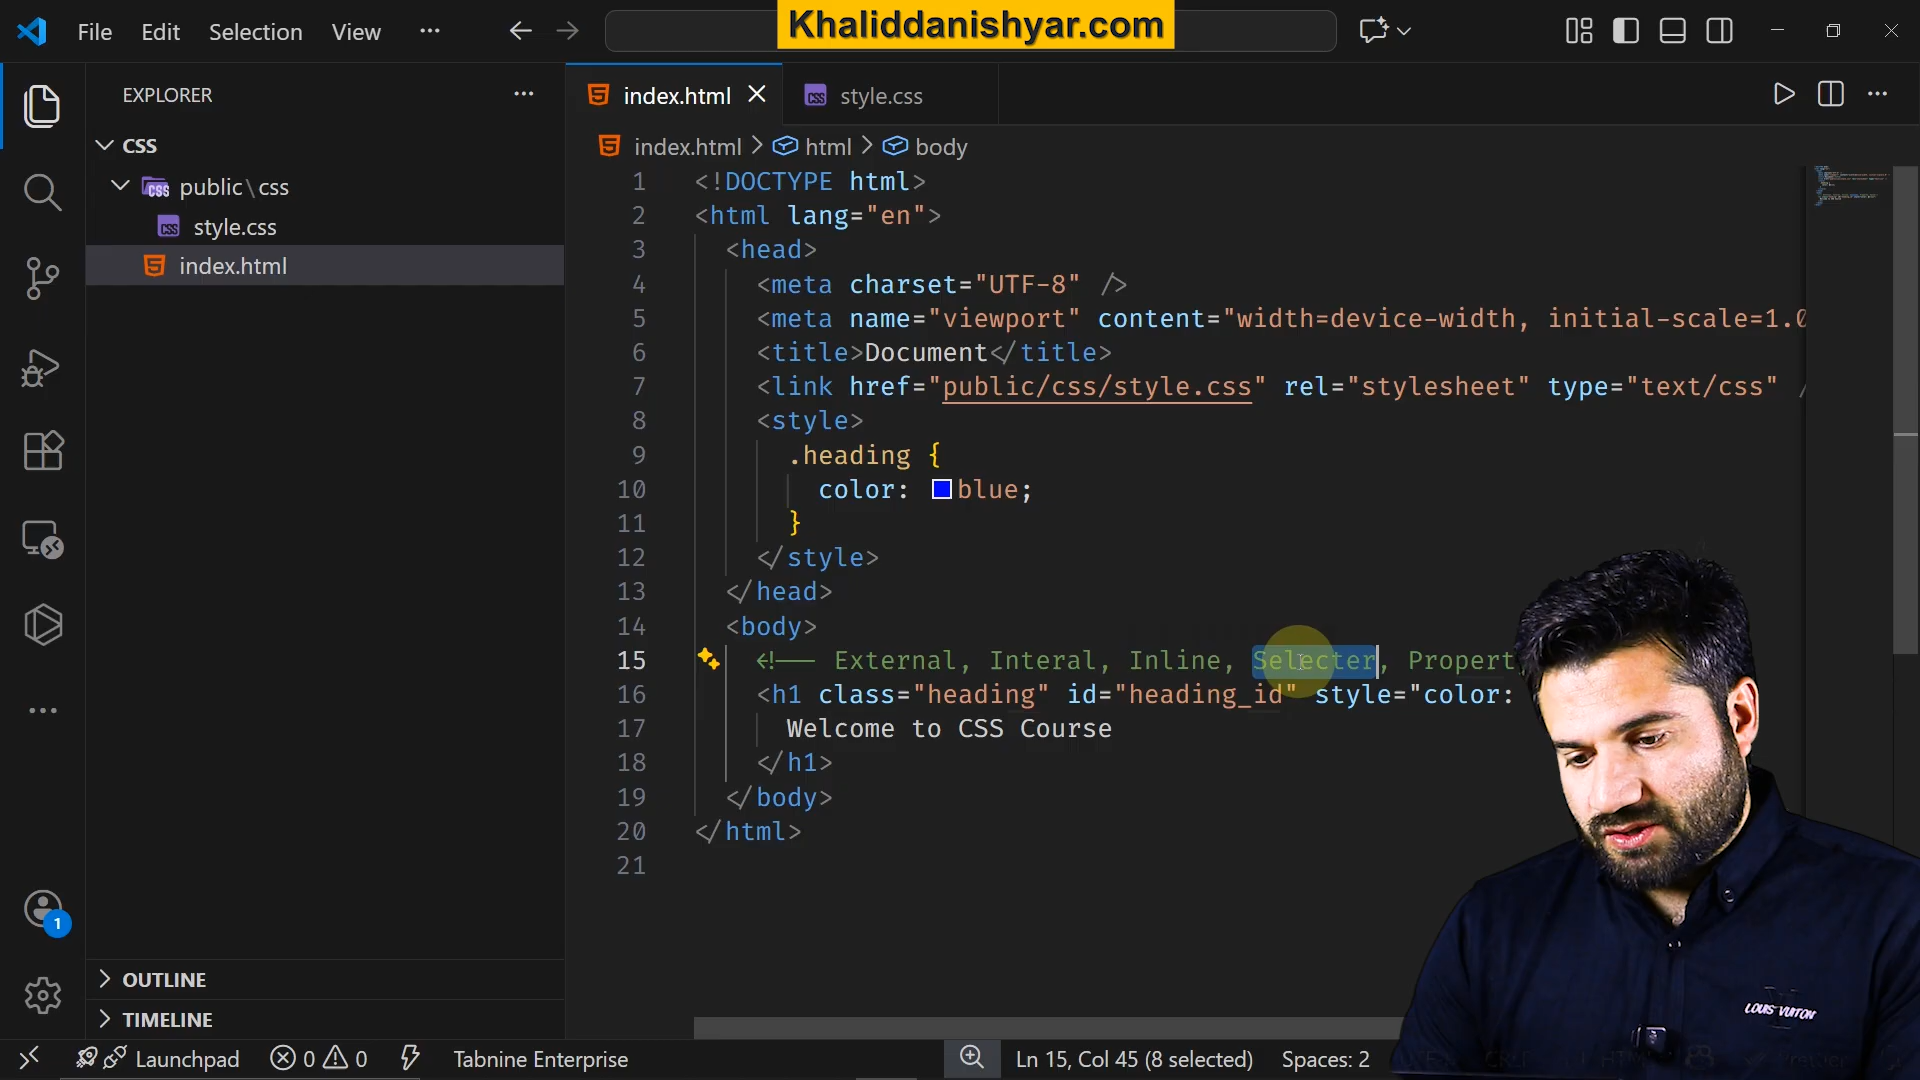 File Edit Selection View
Khaliddanishyar.com
EXPLORER
CSS
public\css
style.css
index.html
OUTLINE
TIMELINE
index.html
style.css
index.html > html > body
1 <!DOCTYPE html>
2 <html lang="en">
3 <head>
4 <meta charset="UTF-8" />
5 <meta name="viewport" content="width=device-width, initial-scale=1.0
6 <title>Document</title>
7 <link href="public/css/style.css" rel="stylesheet" type="text/css" /
8 <style>
9 .heading {
10 color: blue;
11 }
12 </style>
13 </head>
14 <body>
15 <!-- External, Interal, Inline, Selecter, Propert
16 <h1 class="heading" id="heading_id" style="color:
17 Welcome to CSS Course
18 </h1>
19 </body>
20 </html>
21
LOUIS VUITTON
1
Launchpad 0 0 Tabnine Enterprise Ln 15, Col 45 (8 selected) Spaces: 2